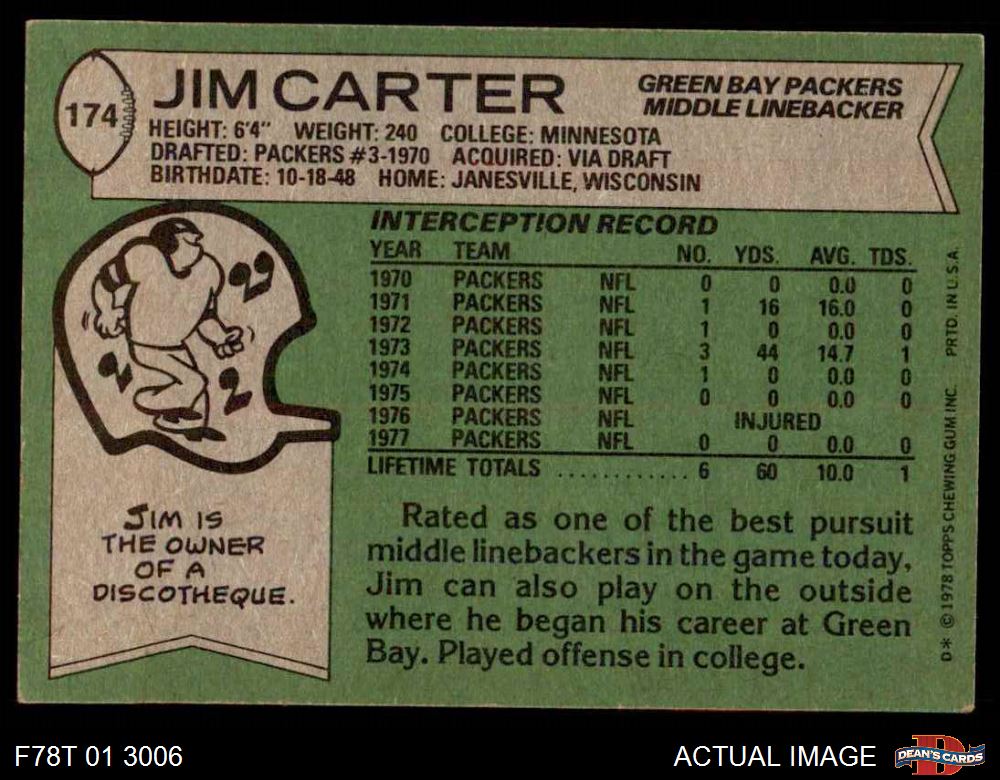 174
JIM CARTER
GREEN BAY PACKERS
MIDDLE LINEBACKER
HEIGHT: 6'4" WEIGHT: 240 COLLEGE: MINNESOTA
DRAFTED: PACKERS #3-1970 ACQUIRED: VIA DRAFT
BIRTHDATE: 10-18-48 HOME: JANESVILLE, WISCONSIN
INTERCEPTION RECORD
YEAR TEAM NO. YDS. AVG. TDS.
1970 PACKERS NFL 0 0 0.0 0
1971 PACKERS NFL 1 16 16.0 0
1972 PACKERS NFL 1 0 0.0 0
1973 PACKERS NFL 3 44 14.7 1
1974 PACKERS NFL 1 0 0.0 0
1975 PACKERS NFL 0 0 0.0 0
1976 PACKERS NFL INJURED
1977 PACKERS NFL 0 0 0.0 0
LIFETIME TOTALS ............ 6 60 10.0 1
JIM IS
THE OWNER
OF A
DISCOTHEQUE.
Rated as one of the best pursuit
middle linebackers in the game today,
Jim can also play on the outside
where he began his career at Green
Bay. Played offense in college.
D* © 1978 TOPPS CHEWING GUM INC. PRTD. IN U.S.A.
F78T 01 3006
ACTUAL IMAGE
D
DEAN'S CARDS